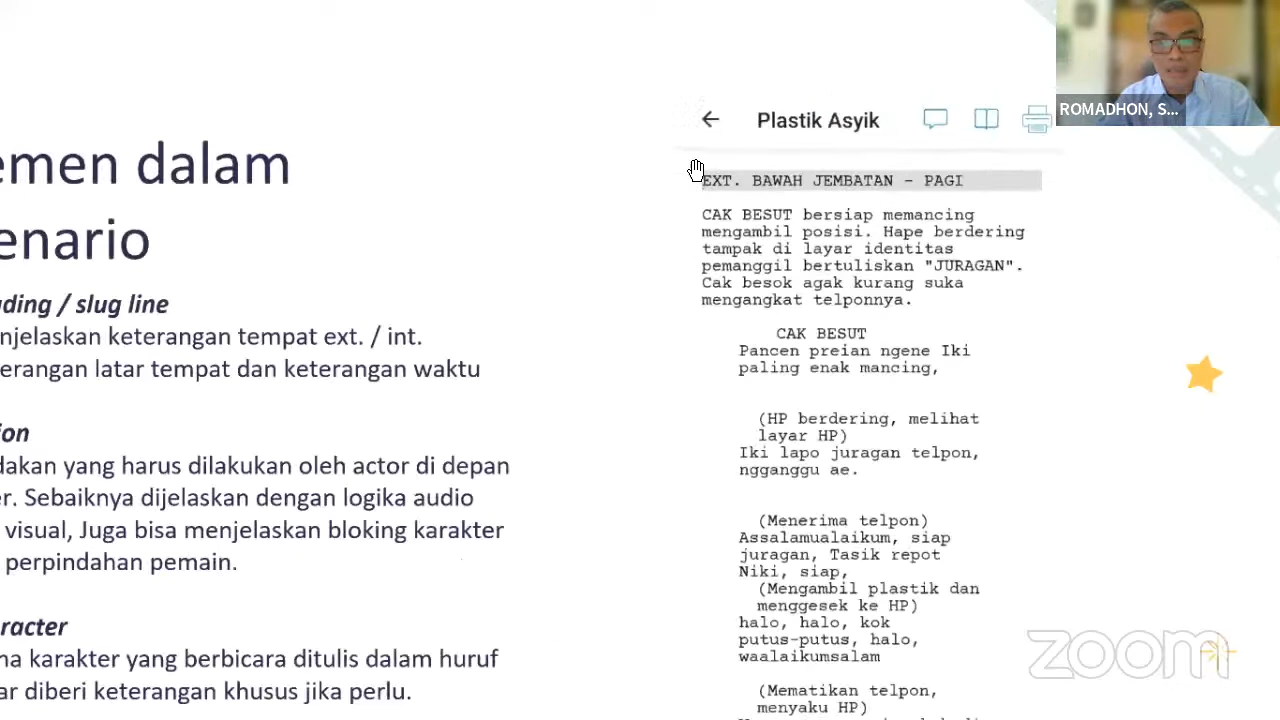 emen dalam
enario
ding / slug line
njelaskan keterangan tempat ext. / int.
erangan latar tempat dan keterangan waktu
ion
dakan yang harus dilakukan oleh actor di depan
er. Sebaiknya dijelaskan dengan logika audio
visual, Juga bisa menjelaskan bloking karakter
perpindahan pemain.
racter
ma karakter yang berbicara ditulis dalam huruf
ar diberi keterangan khusus jika perlu.
Plastik Asyik
EXT. BAWAH JEMBATAN - PAGI
CAK BESUT bersiap memancing
mengambil posisi. Hape berdering
tampak di layar identitas
pemanggil bertuliskan "JURAGAN".
Cak besok agak kurang suka
mengangkat telponnya.
CAK BESUT
Pancen preian ngene Iki
paling enak mancing,
(HP berdering, melihat
layar HP)
Iki lapo juragan telpon,
ngganggu ae.
(Menerima telpon)
Assalamualaikum, siap
juragan, Tasik repot
Niki, siap,
(Mengambil plastik dan
menggesek ke HP)
halo, halo, kok
putus-putus, halo,
waalaikumsalam
(Mematikan telpon,
menyaku HP)
ROMADHON, S...
zoom